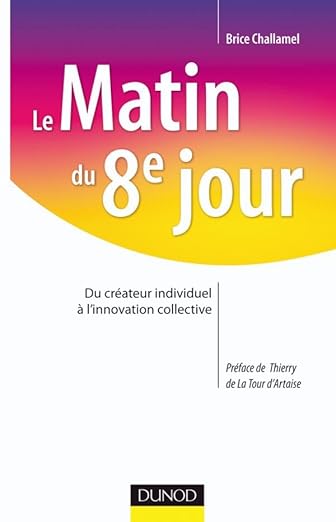 Brice Challamel
Le Matin
du 8e jour
Du créateur individuel
à l'innovation collective
Préface de Thierry
de La Tour d'Artaise
DUNOD